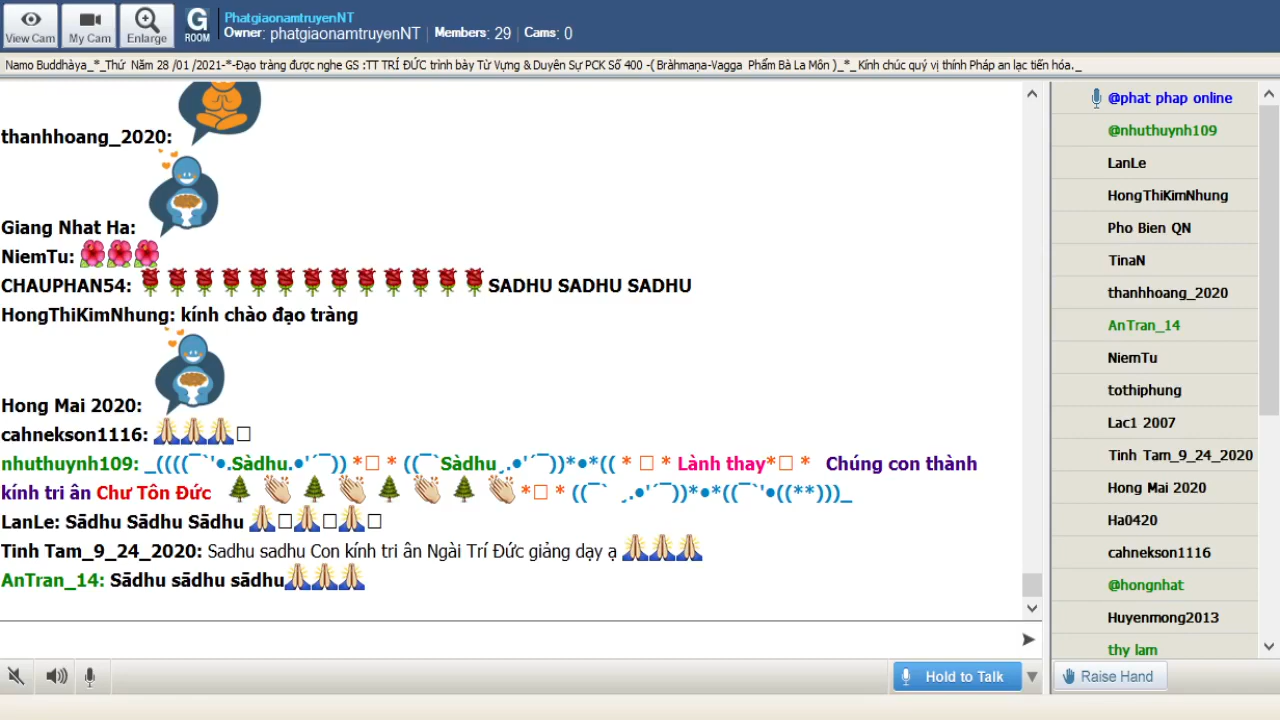 View Cam
My Cam
Enlarge
G
ROOM
PhatgiaonamtruyenNT
Owner: phatgiaonamtruyenNT | Members: 29 | Cams: 0
Namo Buddhàya_*_Thứ Năm 28 /01 /2021-*-Đạo tràng được nghe GS :TT TRÍ ĐỨC trình bày Từ Vựng & Duyên Sự PCK Số 400 -( Bràhmaṇa-Vagga Phẩm Bà La Môn )_*_ Kính chúc quý vị thính Pháp an lạc tiến hóa._
thanhhoang_2020:
Giang Nhat Ha:
NiemTu:
CHAUPHAN54: SADHU SADHU SADHU
HongThiKimNhung: kính chào đạo tràng
Hong Mai 2020:
cahnekson1116:
nhuthuynh109: _((((¯`'•.Sàdhu.•'´¯)) *□ * ((¯`Sàdhu¸.•'´¯))*•*(( * □ * Lành thay*□ * Chúng con thành
kính tri ân Chư Tôn Đức *□ * ((¯` ¸.•'´¯))*•*((¯`'•((**)))_
LanLe: Sādhu Sādhu Sādhu
Tinh Tam_9_24_2020: Sadhu sadhu Con kính tri ân Ngài Trí Đức giảng dạy ạ
AnTran_14: Sādhu sādhu sādhu
Hold to Talk
@phat phap online
@nhuthuynh109
LanLe
HongThiKimNhung
Pho Bien QN
TinaN
thanhhoang_2020
AnTran_14
NiemTu
tothiphung
Lac1 2007
Tinh Tam_9_24_2020
Hong Mai 2020
Ha0420
cahnekson1116
@hongnhat
Huyenmong2013
thy lam
Raise Hand